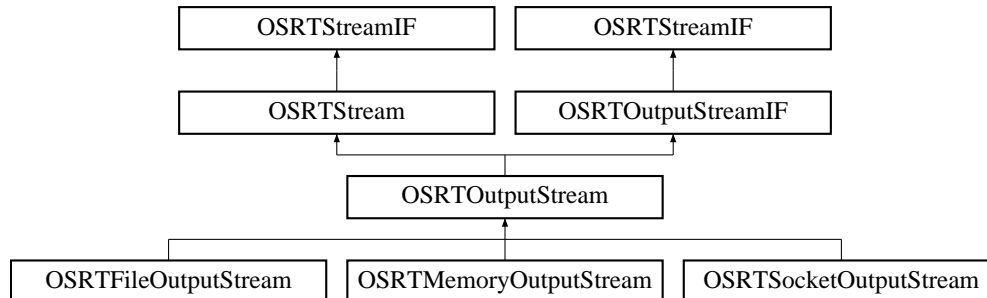 OSRTStreamIF
OSRTStreamIF
OSRTStream
OSRTOutputStreamIF
OSRTOutputStream
OSRTFileOutputStream
OSRTMemoryOutputStream
OSRTSocketOutputStream